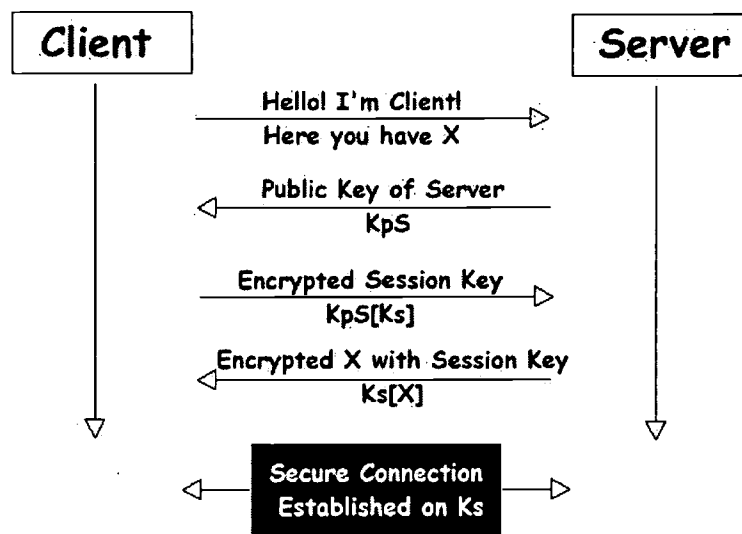 Client
Server
Hello! I'm Client!
Here you have X
Public Key of Server
KpS
Encrypted Session Key
KpS[Ks]
Encrypted X with Session Key
Ks[X]
Secure Connection
Established on Ks